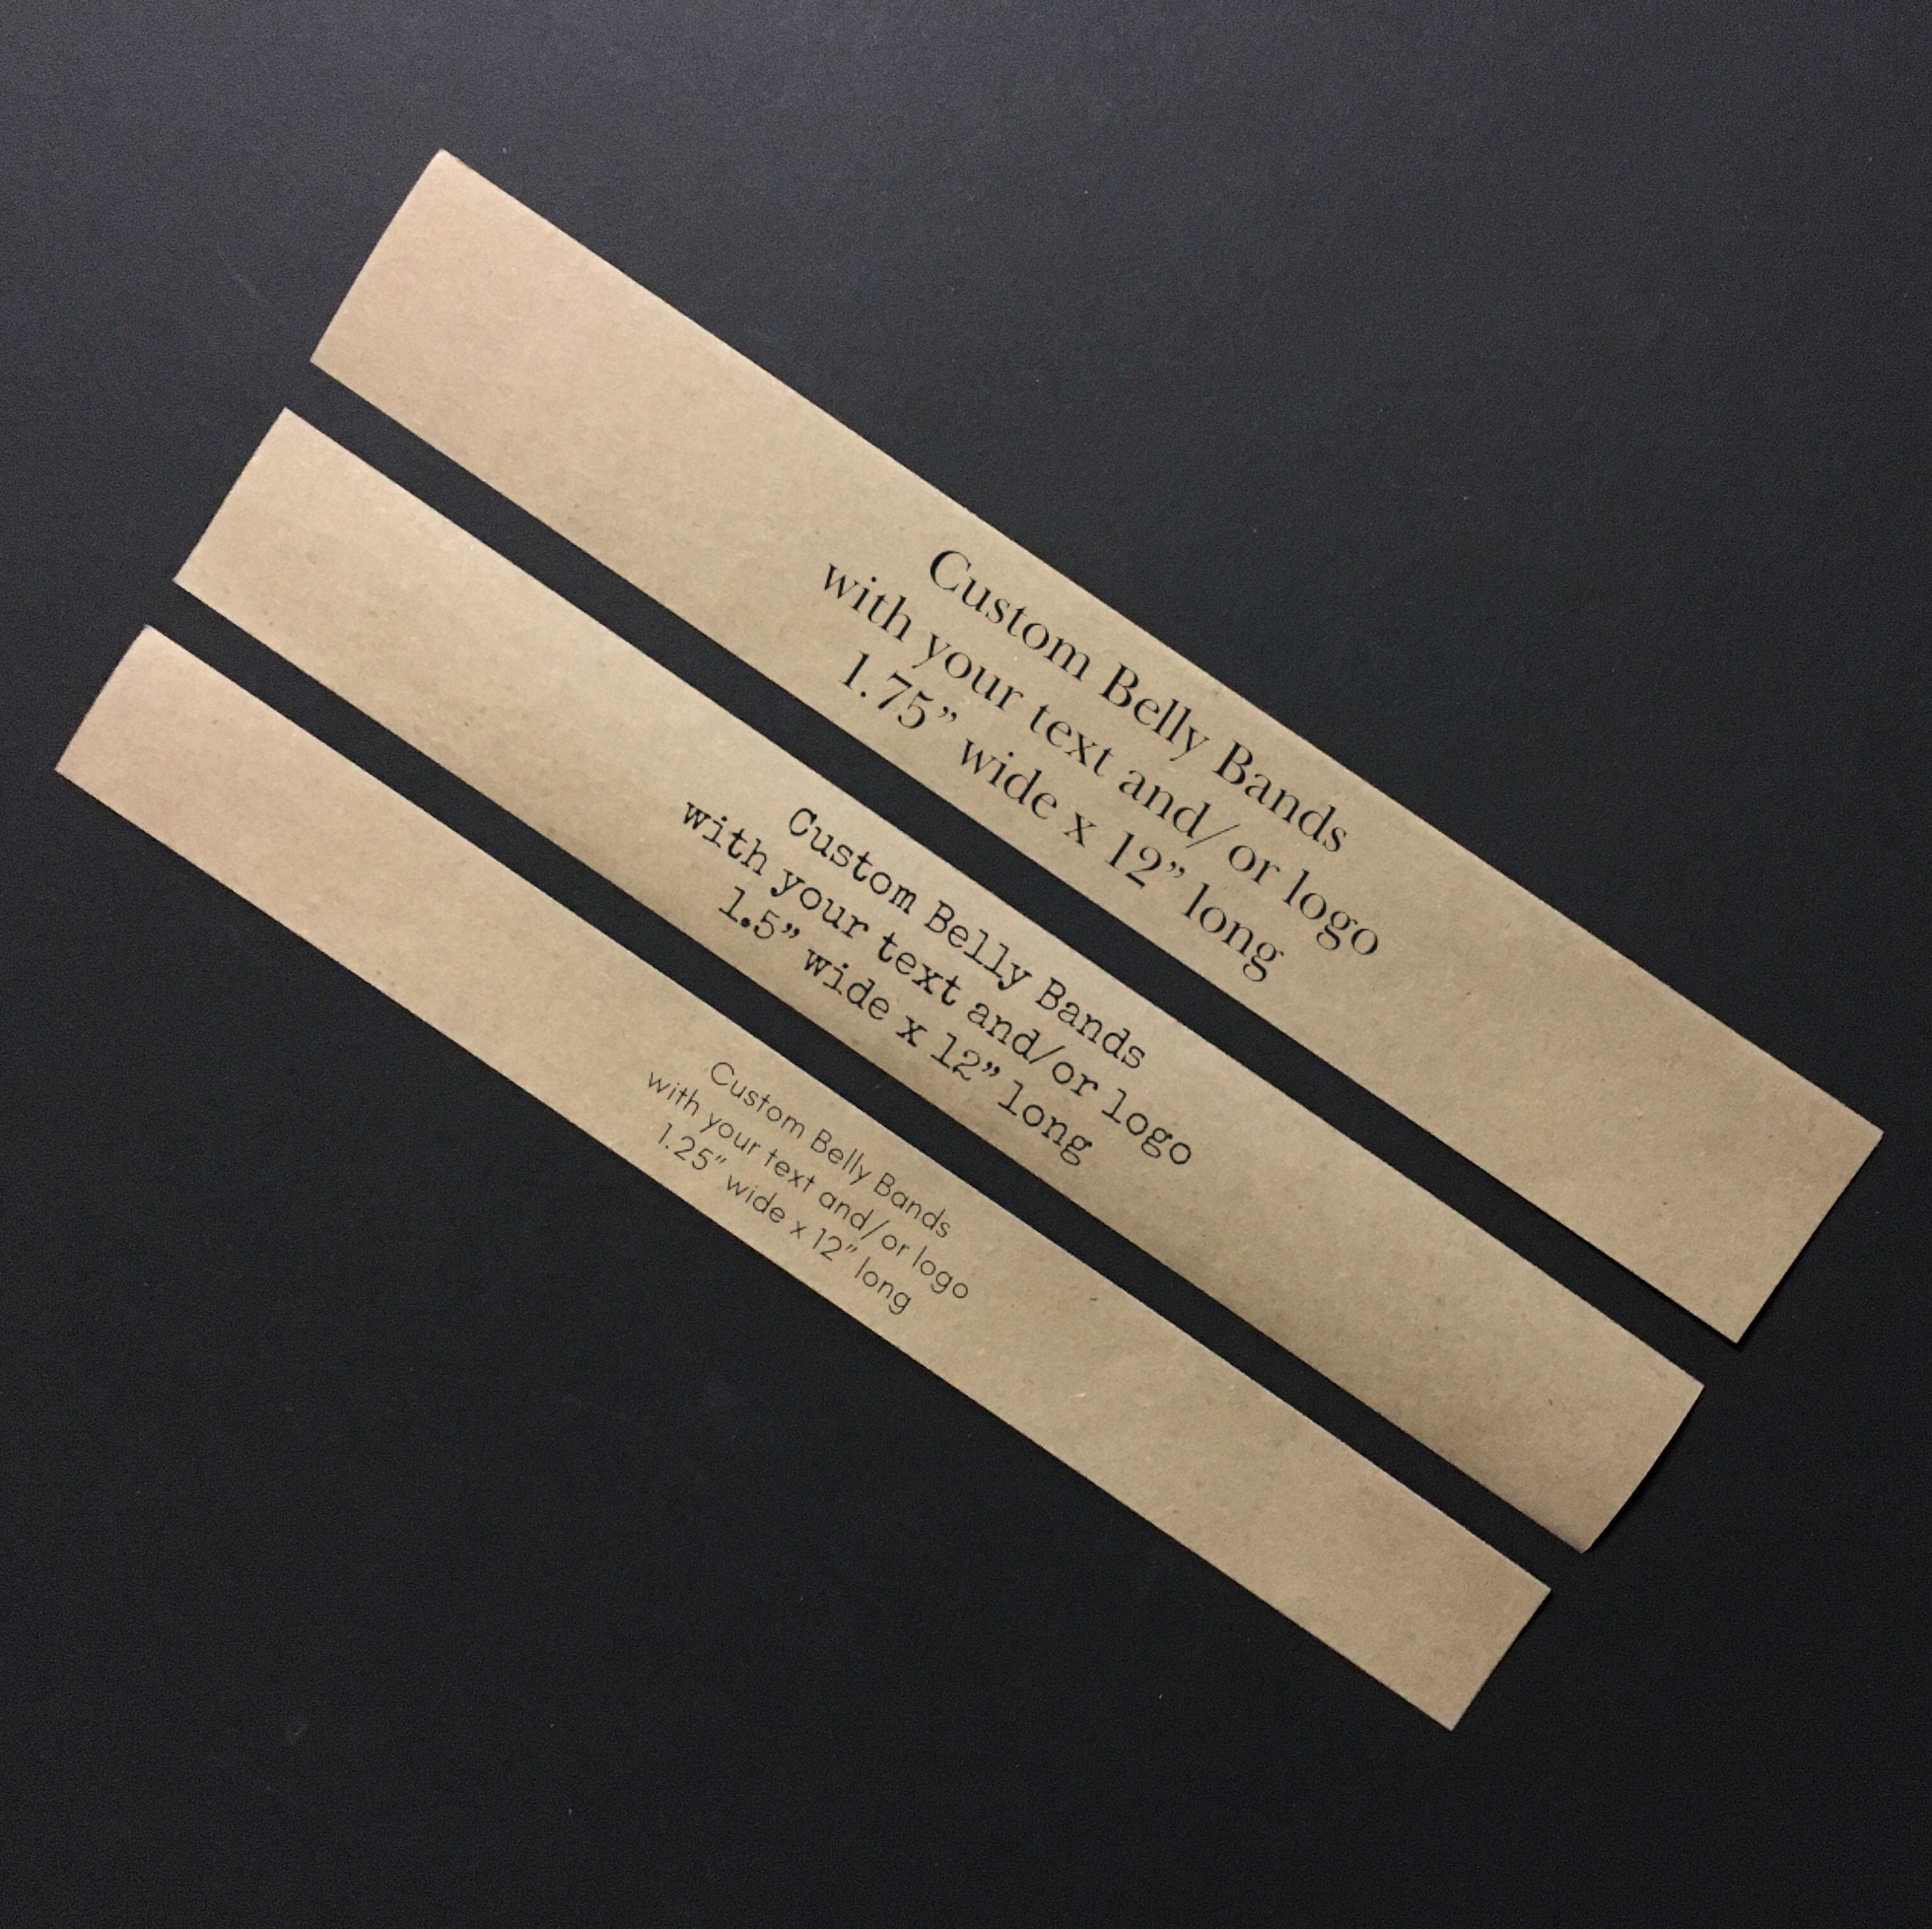 Custom Belly Bands
with your text and/or logo
1.75” wide x 12” long
Custom Belly Bands
with your text and/or logo
1.5” wide x 12” long
Custom Belly Bands
with your text and/or logo
1.25” wide x 12” long